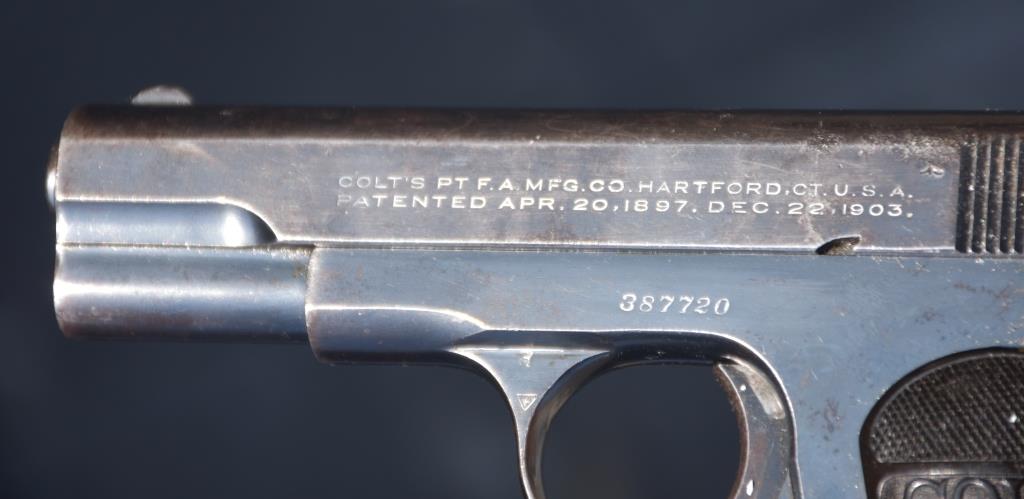 COLT'S PT.F.A.MFG.CO.HARTFORD,CT.U.S.A.
PATENTED APR.20,1897.DEC.22,1903.
387720